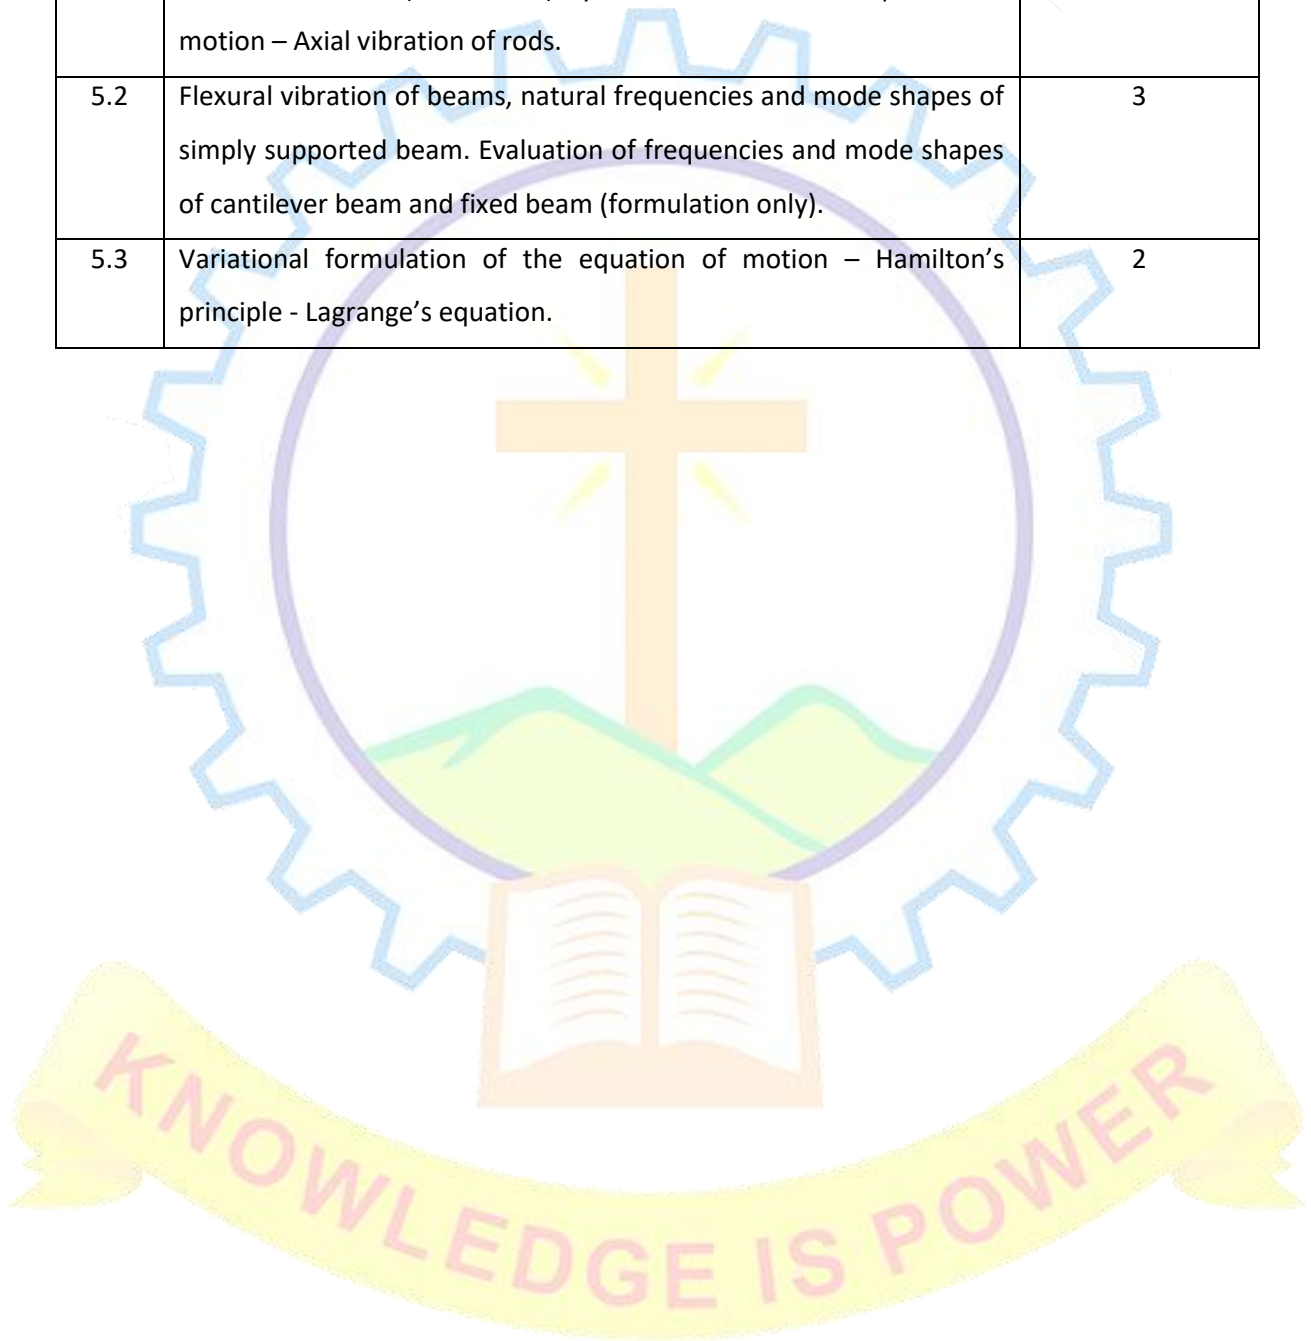 motion – Axial vibration of rods.
5.2 Flexural vibration of beams, natural frequencies and mode shapes of 3
simply supported beam. Evaluation of frequencies and mode shapes
of cantilever beam and fixed beam (formulation only).
5.3 Variational formulation of the equation of motion – Hamilton’s 2
principle - Lagrange’s equation.
KNOWLEDGE IS POWER